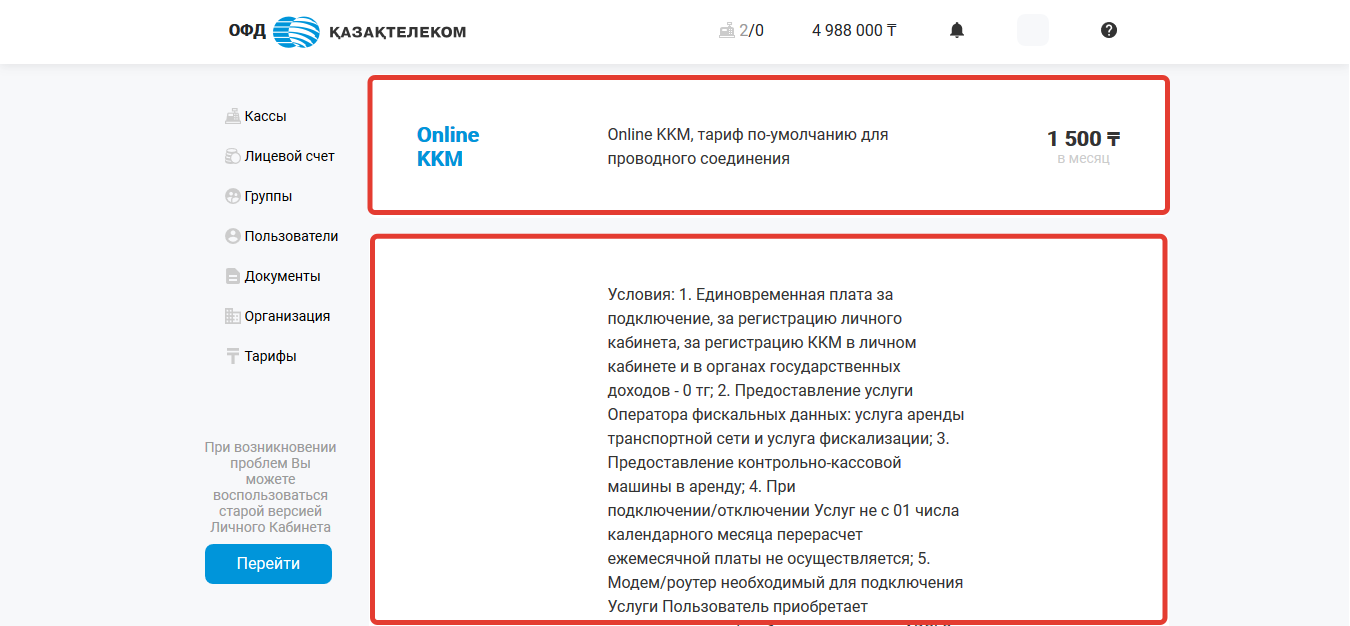 ОФД ҚАЗАҚТЕЛЕКОМ
2/0
4 988 000 ₸
Кассы
Лицевой счет
Группы
Пользователи
Документы
Организация
Тарифы
При возникновении
проблем Вы
можете
воспользоваться
старой версией
Личного Кабинета
Перейти
Online
KKM
Online KKM, тариф по-умолчанию для
проводного соединения
1 500 ₸
в месяц
Условия: 1. Единовременная плата за
подключение, за регистрацию личного
кабинета, за регистрацию ККМ в личном
кабинете и в органах государственных
доходов - 0 тг; 2. Предоставление услуги
Оператора фискальных данных: услуга аренды
транспортной сети и услуга фискализации; 3.
Предоставление контрольно-кассовой
машины в аренду; 4. При
подключении/отключении Услуг не с 01 числа
календарного месяца перерасчет
ежемесячной платы не осуществляется; 5.
Модем/роутер необходимый для подключения
Услуги Пользователь приобретает